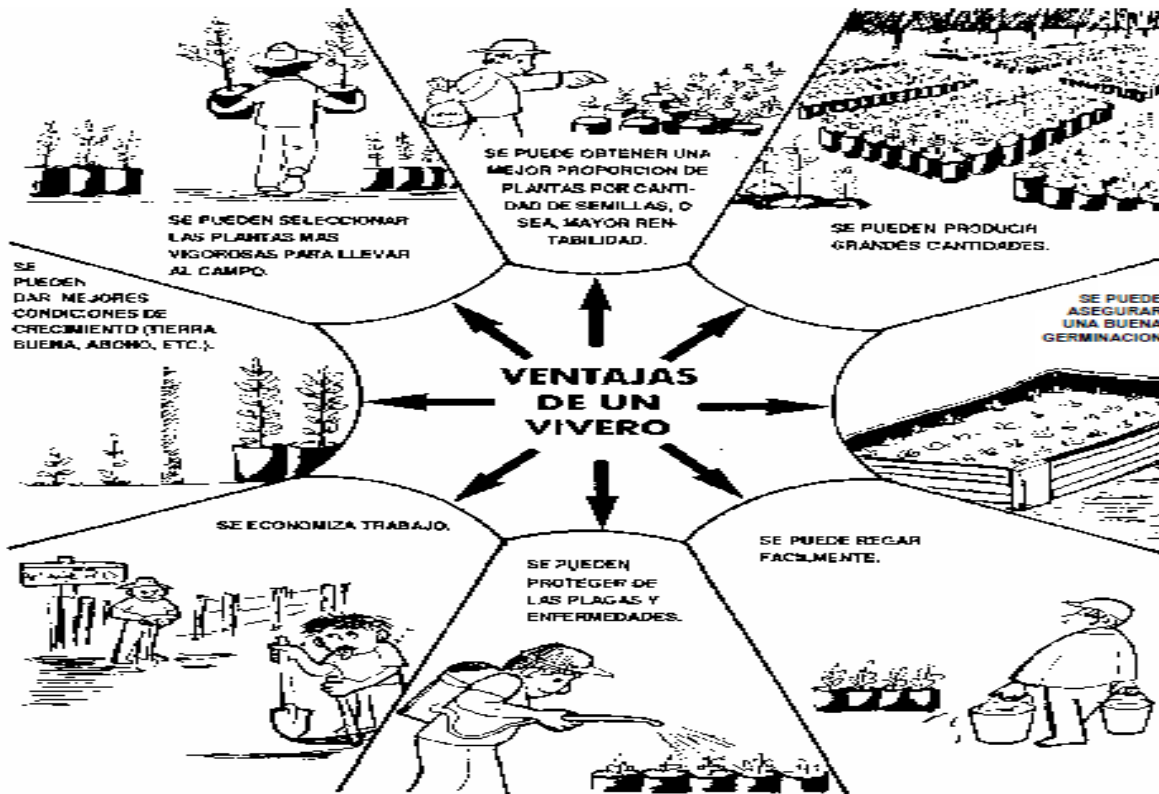 VENTAJAS
DE UN
VIVERO
SE PUEDE OBTENER UNA
MEJOR PROPORCION DE
PLANTAS POR CANTI-
DAD DE SEMILLAS, O
SEA, MAYOR REN-
TABILIDAD.
SE PUEDEN PRODUCIR
GRANDES CANTIDADES.
SE PUEDE
ASEGURAR
UNA BUENA
GERMINACION
SE PUEDE REGAR
FACILMENTE.
SE PUEDEN
PROTEGER DE
LAS PLAGAS Y
ENFERMEDADES.
SE ECONOMIZA TRABAJO.
SE
PUEDEN
DAR MEJORES
CONDICIONES DE
CRECIMIENTO (TIERRA
BUENA, ABONO, ETC.).
SE PUEDEN SELECCIONAR
LAS PLANTAS MAS
VIGOROSAS PARA LLEVAR
AL CAMPO.